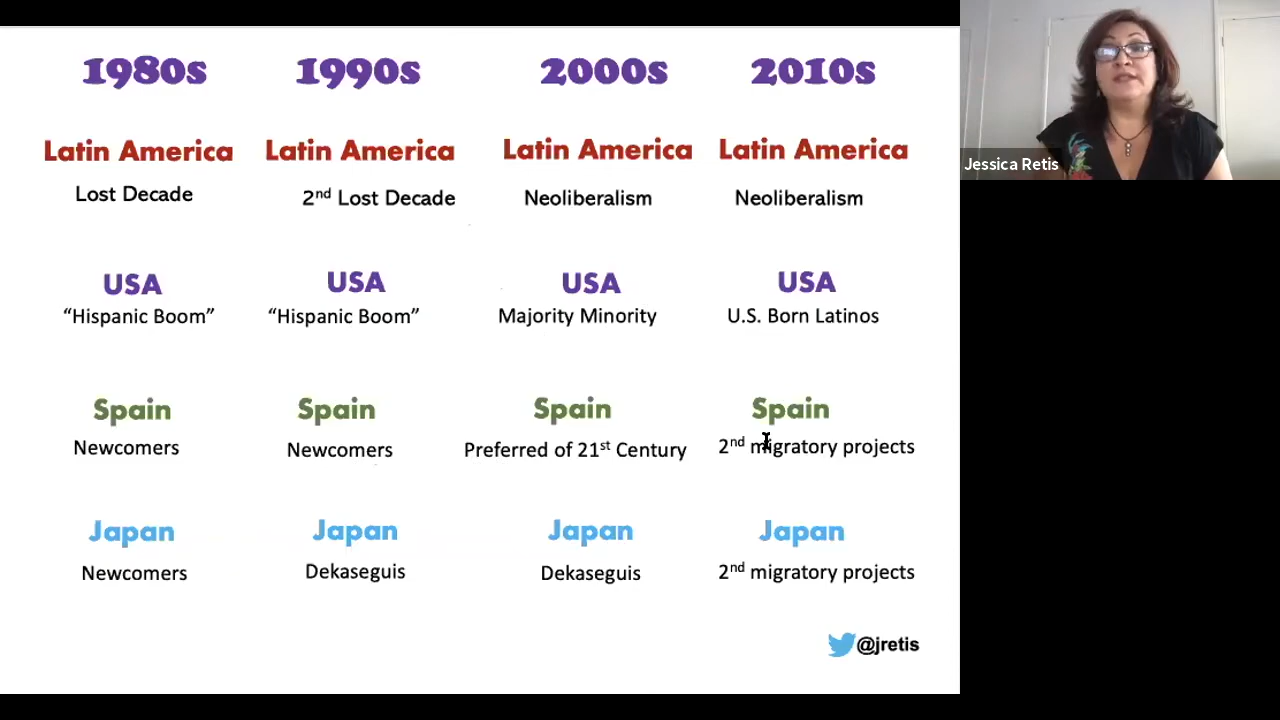 1980s 1990s 2000s 2010s
Latin America Latin America Latin America Latin America
Lost Decade 2nd Lost Decade Neoliberalism Neoliberalism
USA USA USA USA
“Hispanic Boom” “Hispanic Boom” Majority Minority U.S. Born Latinos
Spain Spain Spain Spain
Newcomers Newcomers Preferred of 21st Century 2nd migratory projects
Japan Japan Japan Japan
Newcomers Dekaseguis Dekaseguis 2nd migratory projects
@jretis
Jessica Retis